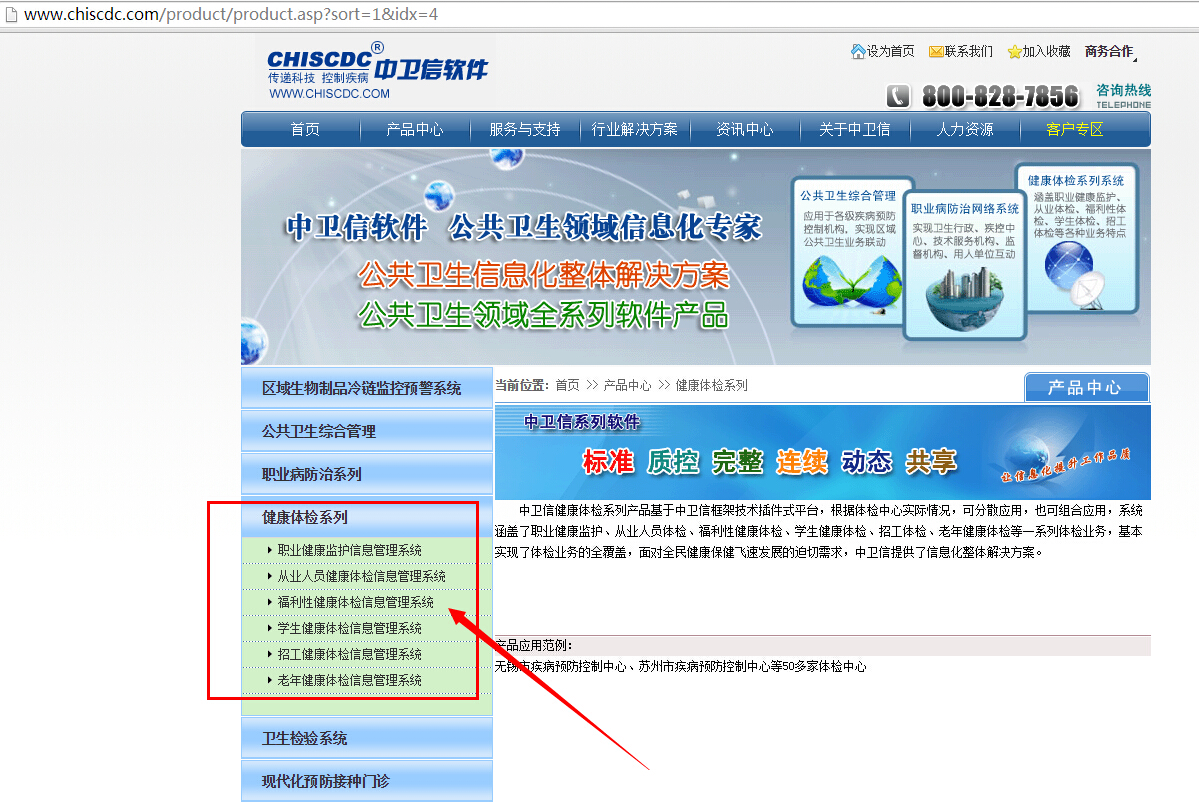 www.chiscdc.com/product/product.asp?sort=1&idx=4
CHISCDC® 中卫信软件
传递科技 控制疾病
WWW.CHISCDC.COM
设为首页 联系我们 加入收藏 商务合作
800-828-7856 咨询热线
TELEPHONE
首页 产品中心 服务与支持 行业解决方案 资讯中心 关于中卫信 人力资源 客户专区
中卫信软件 公共卫生领域信息化专家
公共卫生信息化整体解决方案
公共卫生领域全系列软件产品
公共卫生综合管理
应用于各级疾病预防
控制机构，实现区域
公共卫生业务联动
职业病防治网络系统
实现卫生行政、疾控中
心、技术服务机构、监
督机构、用人单位互动
健康体检系列系统
涵盖职业健康监护、
从业体检、福利性体
检、学生体检、招工
体检等各种业务特点
区域生物制品冷链监控预警系统
公共卫生综合管理
职业病防治系列
健康体检系列
职业健康监护信息管理系统
从业人员健康体检信息管理系统
福利性健康体检信息管理系统
学生健康体检信息管理系统
招工健康体检信息管理系统
老年健康体检信息管理系统
卫生检验系统
现代化预防接种门诊
当前位置：首页 >> 产品中心 >> 健康体检系列
产品中心
中卫信系列软件
标准 质控 完整 连续 动态 共享
让信息化提升工作品质
中卫信健康体检系列产品基于中卫信框架技术插件式平台，根据体检中心实际情况，可分散应用，也可组合应用，系统
涵盖了职业健康监护、从业人员体检、福利性健康体检、学生健康体检、招工体检、老年健康体检等一系列体检业务，基本
实现了体检业务的全覆盖，面对全民健康保健飞速发展的迫切需求，中卫信提供了信息化整体解决方案。
产品应用范例：
无锡市疾病预防控制中心、苏州市疾病预防控制中心等50多家体检中心